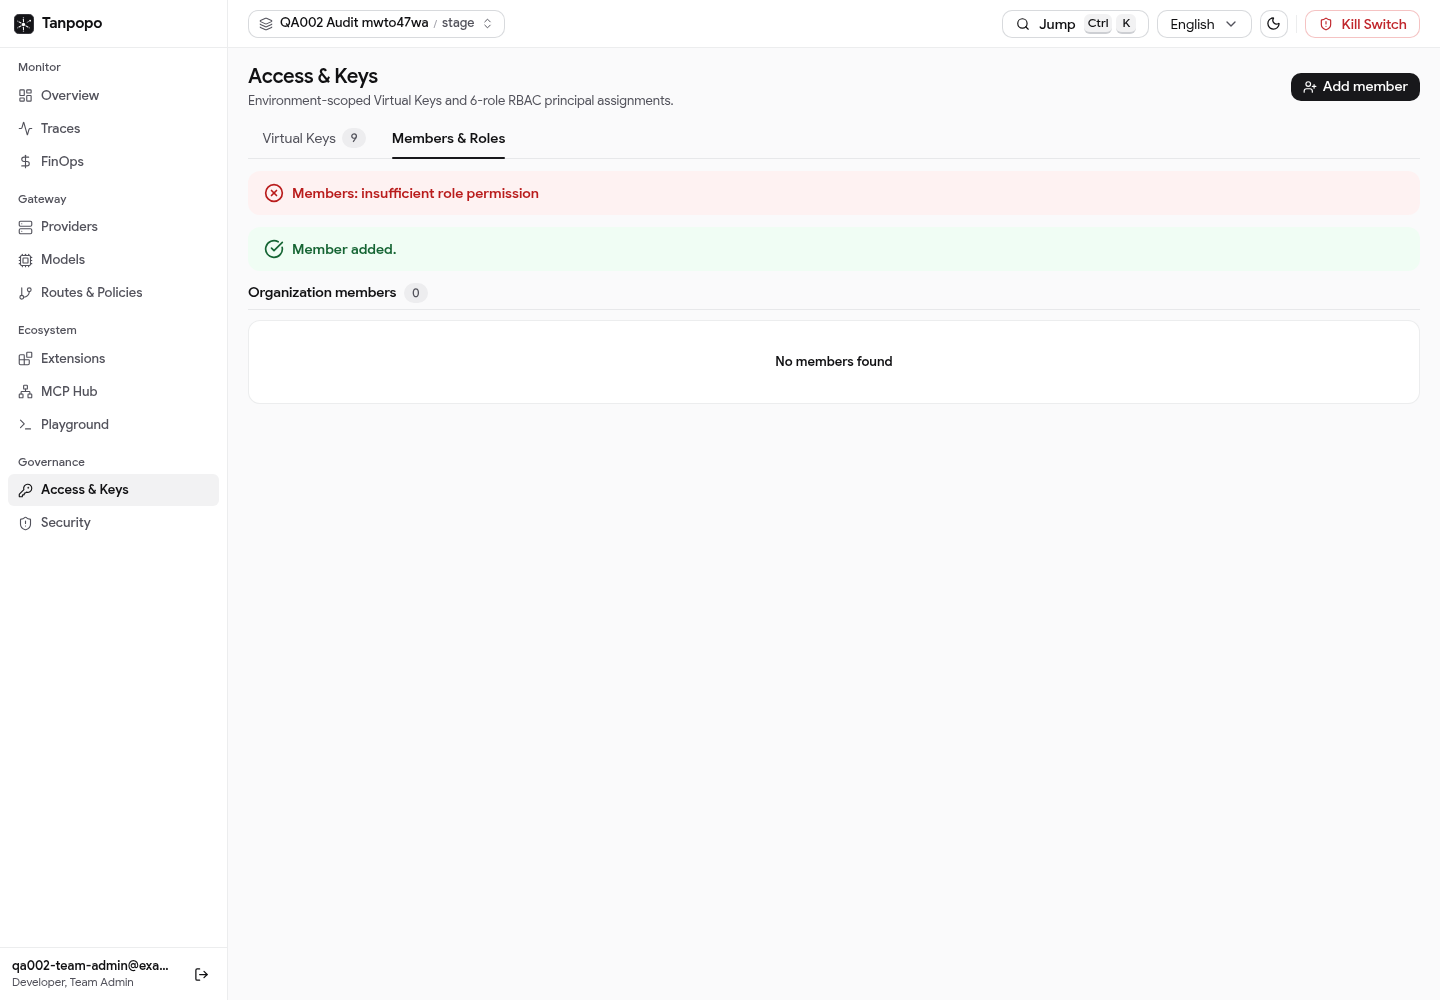 Tanpopo
QA002 Audit mwto47wa / stage
Jump Ctrl K
English
Kill Switch
Monitor
Overview
Traces
FinOps
Gateway
Providers
Models
Routes & Policies
Ecosystem
Extensions
MCP Hub
Playground
Governance
Access & Keys
Security
qa002-team-admin@exa...
Developer, Team Admin
Access & Keys
Environment-scoped Virtual Keys and 6-role RBAC principal assignments.
Add member
Virtual Keys 9
Members & Roles
Members: insufficient role permission
Member added.
Organization members 0
No members found